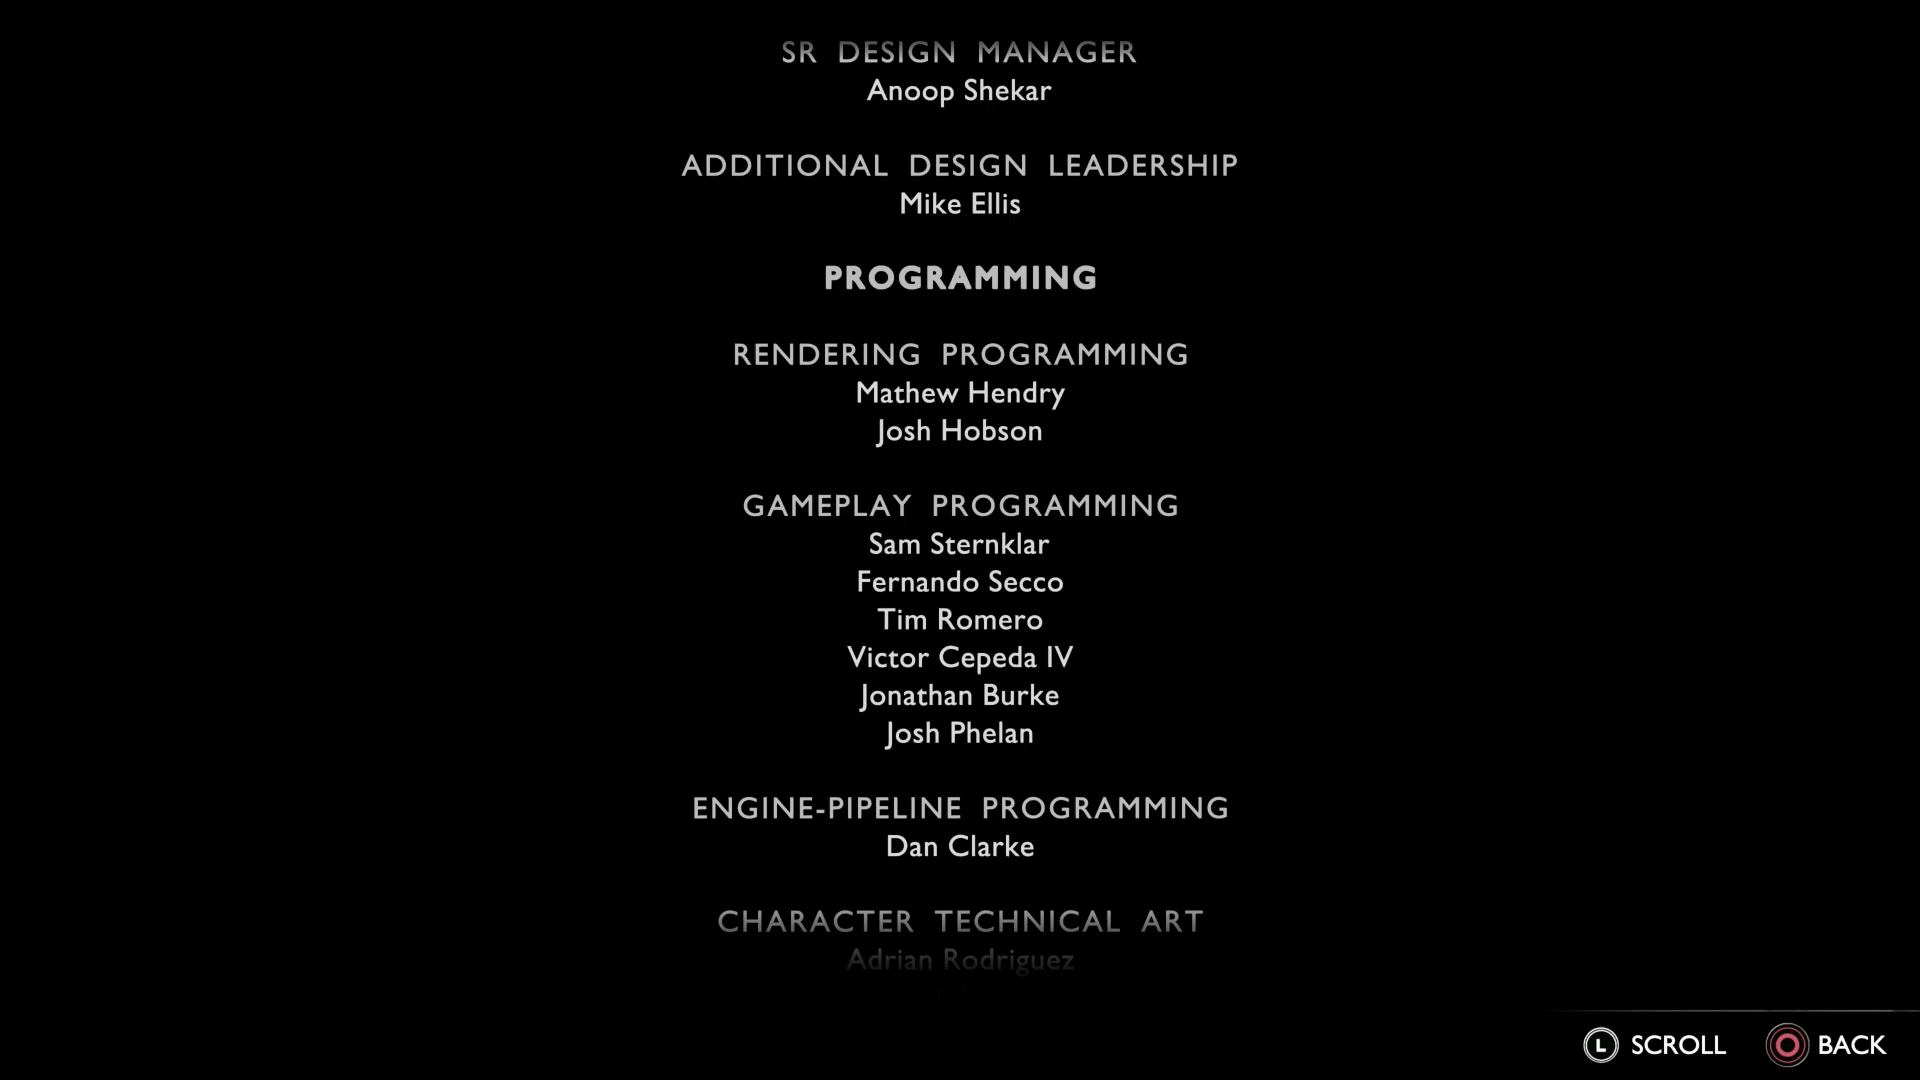 SR DESIGN MANAGER
Anoop Shekar
ADDITIONAL DESIGN LEADERSHIP
Mike Ellis
PROGRAMMING
RENDERING PROGRAMMING
Mathew Hendry
Josh Hobson
GAMEPLAY PROGRAMMING
Sam Sternklar
Fernando Secco
Tim Romero
Victor Cepeda IV
Jonathan Burke
Josh Phelan
ENGINE-PIPELINE PROGRAMMING
Dan Clarke
CHARACTER TECHNICAL ART
Adrian Rodriguez
L SCROLL BACK